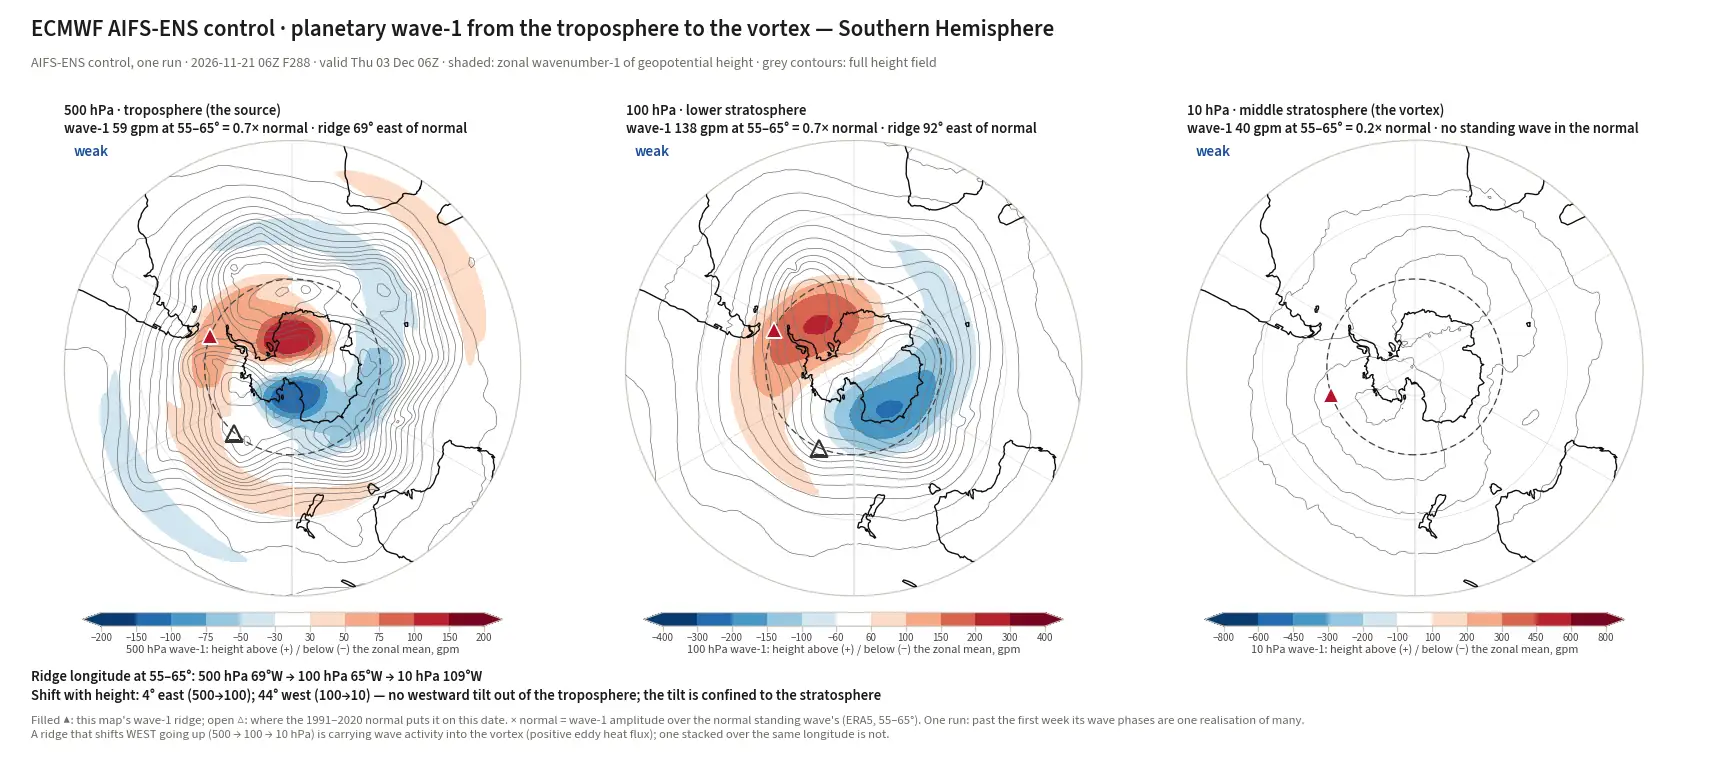 ECMWF AIFS-ENS control · planetary wave-1 from the troposphere to the vortex — Southern Hemisphere
AIFS-ENS control, one run · 2026-11-21 06Z F288 · valid Thu 03 Dec 06Z · shaded: zonal wavenumber-1 of geopotential height · grey contours: full height field
500 hPa · troposphere (the source)
wave-1 59 gpm at 55–65° = 0.7× normal · ridge 69° east of normal
weak
100 hPa · lower stratosphere
wave-1 138 gpm at 55–65° = 0.7× normal · ridge 92° east of normal
weak
10 hPa · middle stratosphere (the vortex)
wave-1 40 gpm at 55–65° = 0.2× normal · no standing wave in the normal
weak
−200 −150 −100 −75 −50 −30 30 50 75 100 150 200
500 hPa wave-1: height above (+) / below (−) the zonal mean, gpm
−400 −300 −200 −150 −100 −60 60 100 150 200 300 400
100 hPa wave-1: height above (+) / below (−) the zonal mean, gpm
−800 −600 −450 −300 −200 −100 100 200 300 450 600 800
10 hPa wave-1: height above (+) / below (−) the zonal mean, gpm
Ridge longitude at 55–65°: 500 hPa 69°W → 100 hPa 65°W → 10 hPa 109°W
Shift with height: 4° east (500→100); 44° west (100→10) — no westward tilt out of the troposphere; the tilt is confined to the stratosphere
Filled ▲: this map's wave-1 ridge; open △: where the 1991–2020 normal puts it on this date. × normal = wave-1 amplitude over the normal standing wave's (ERA5, 55–65°). One run: past the first week its wave phases are one realisation of many.
A ridge that shifts WEST going up (500 → 100 → 10 hPa) is carrying wave activity into the vortex (positive eddy heat flux); one stacked over the same longitude is not.